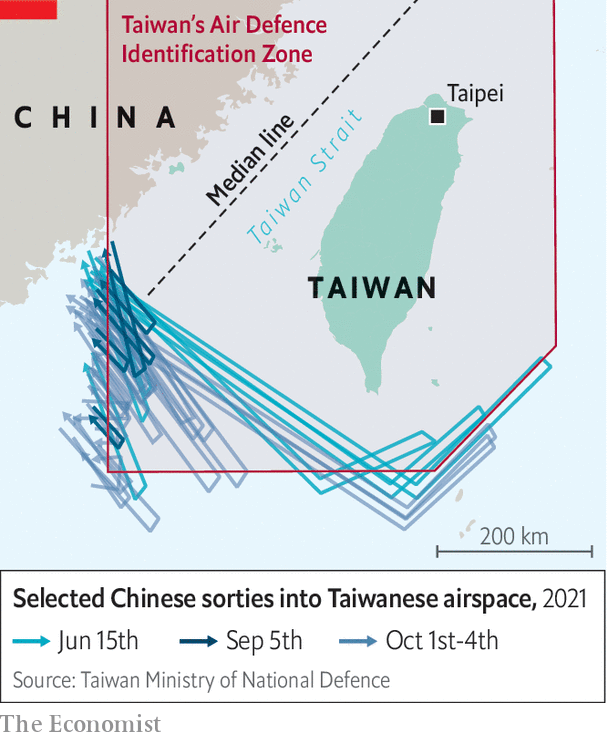 Taiwan's Air Defence
Identification Zone
CHINA
Taipei
Median line
Taiwan Strait
TAIWAN
200 km
Selected Chinese sorties into Taiwanese airspace, 2021
Jun 15th Sep 5th Oct 1st-4th
Source: Taiwan Ministry of National Defence
The Economist